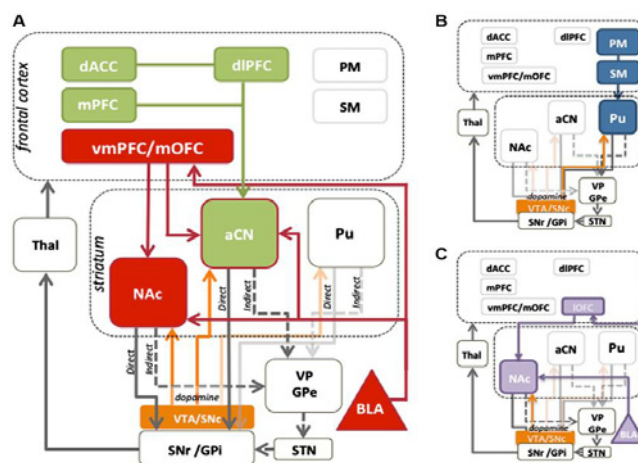 A
frontal cortex
dACC
dlPFC
PM
mPFC
SM
vmPFC/mOFC
striatum
Thal
aCN
Pu
NAc
Direct
Indirect
Direct
Indirect
Direct
Indirect
VP
GPe
dopamine
VTA/SNc
BLA
SNr /GPi
STN
B
dACC
dlPFC
PM
mPFC
vmPFC/mOFC
SM
Thal
aCN
Pu
NAc
VP
GPe
dopamine
VTA/SNc
SNr /GPi
STN
C
dACC
dlPFC
mPFC
vmPFC/mOFC
lOFC
Thal
aCN
Pu
NAc
VP
GPe
dopamine
VTA/SNc
BLA
SNr /GPi
STN